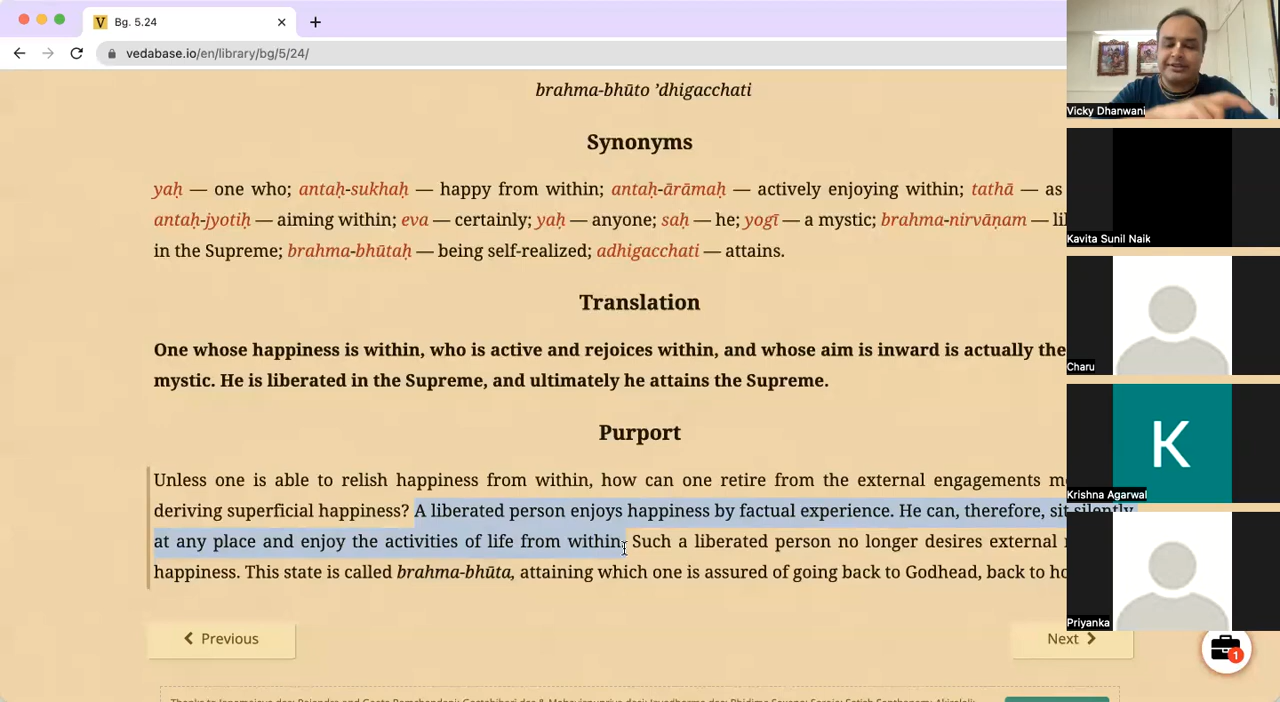 V
Bg. 5.24
vedabase.io/en/library/bg/5/24/
brahma-bhūto ’dhigacchati
Synonyms
yaḥ — one who; antaḥ-sukhaḥ — happy from within; antaḥ-ārāmaḥ — actively enjoying within; tathā — as
antaḥ-jyotiḥ — aiming within; eva — certainly; yaḥ — anyone; saḥ — he; yogī — a mystic; brahma-nirvāṇam —
in the Supreme; brahma-bhūtaḥ — being self-realized; adhigacchati — attains.
Translation
One whose happiness is within, who is active and rejoices within, and whose aim is inward is actually the
mystic. He is liberated in the Supreme, and ultimately he attains the Supreme.
Purport
Unless one is able to relish happiness from within, how can one retire from the external engagements
deriving superficial happiness? A liberated person enjoys happiness by factual experience. He can, therefore, sit silently
at any place and enjoy the activities of life from within. Such a liberated person no longer desires external
happiness. This state is called brahma-bhūta, attaining which one is assured of going back to Godhead, back to
Previous
Next
1
Vicky Dhanwani
Kavita Sunil Naik
Charu
K
Krishna Agarwal
Priyanka